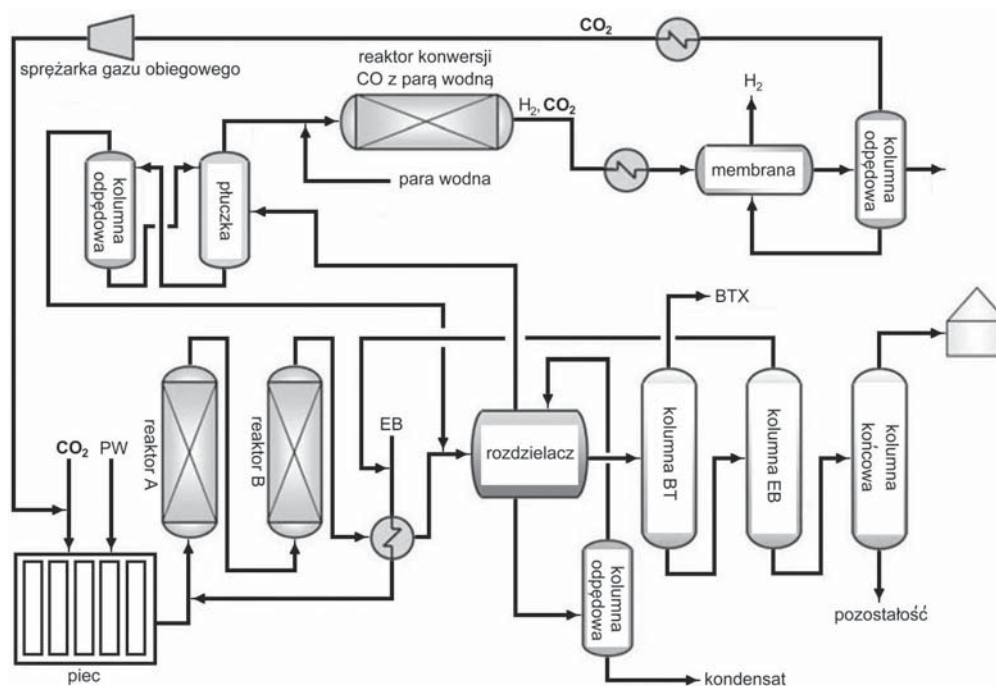 CO₂
sprężarka gazu obiegowego
reaktor konwersji
CO z parą wodną
H₂, CO₂
H₂
kolumna
odpędowa
płuczka
para wodna
membrana
kolumna
odpędowa
BTX
reaktor A
reaktor B
EB
CO₂
PW
rozdzielacz
kolumna BT
kolumna EB
kolumna
końcowa
kolumna
odpędowa
pozostałość
piec
kondensat